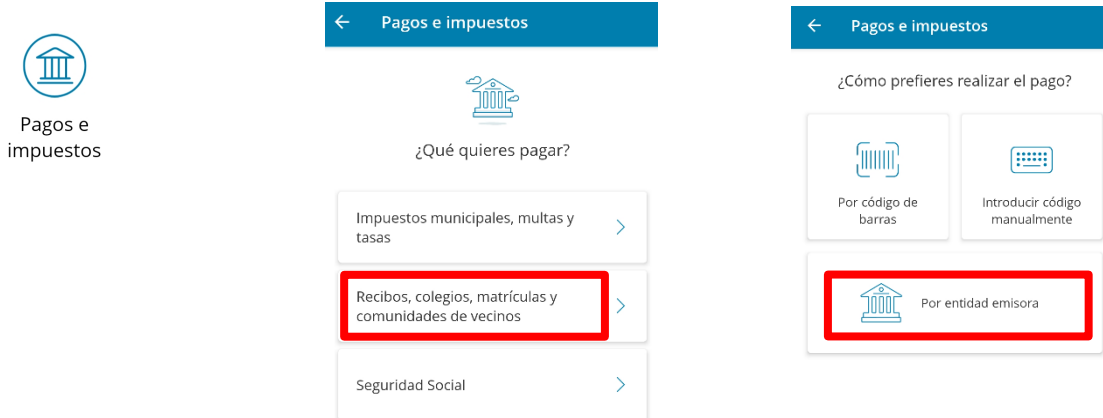 Pagos e
impuestos
Pagos e impuestos
¿Qué quieres pagar?
Impuestos municipales, multas y
tasas
Recibos, colegios, matrículas y
comunidades de vecinos
Seguridad Social
Pagos e impuestos
¿Cómo prefieres realizar el pago?
Por código de
barras
Introducir código
manualmente
Por entidad emisora